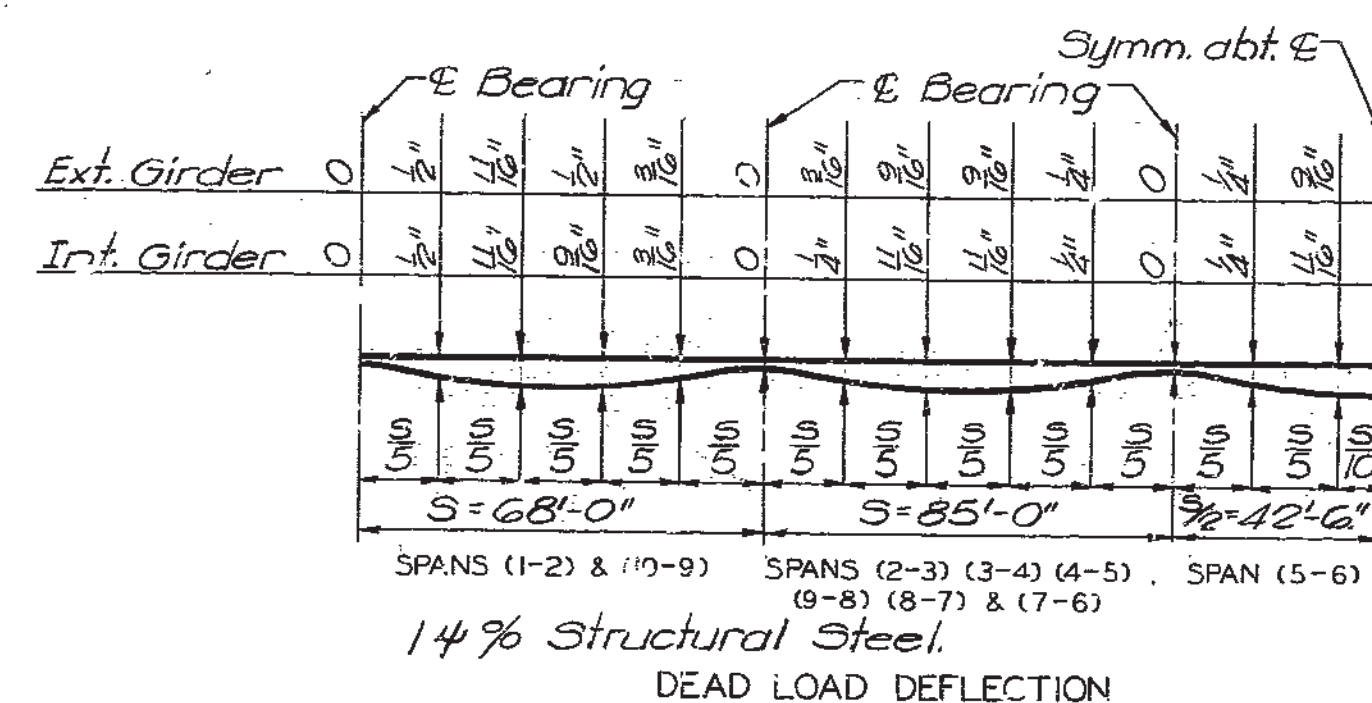 Symm. abt. ℄
℄ Bearing ℄ Bearing
Ext. Girder 0 1/2" 11/16" 1/2" 3/16" 0 3/16" 9/16" 9/16" 1/4" 0 1/4" 9/16"
Int. Girder 0 1/2" 11/16" 9/16" 3/16" 0 1/4" 11/16" 11/16" 1/4" 0 1/4" 11/16"
S/5 S/5 S/5 S/5 S/5 S/5 S/5 S/5 S/5 S/5 S/5 S/5 S/10
S=68'-0" S=85'-0" S/2=42'-6"
SPANS (1-2) & (10-9) SPANS (2-3) (3-4) (4-5), SPAN (5-6)
(9-8) (8-7) & (7-6)
14% Structural Steel.
DEAD LOAD DEFLECTION